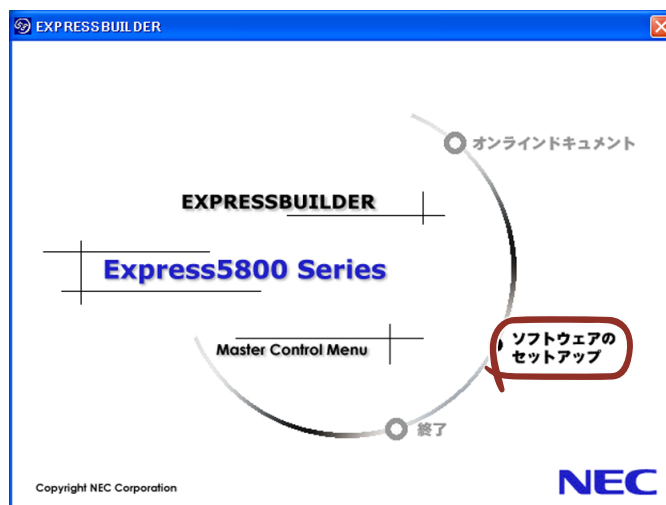 EXPRESSBUILDER
オンラインドキュメント
EXPRESSBUILDER
Express5800 Series
Master Control Menu
ソフトウェアの
セットアップ
終了
Copyright NEC Corporation
NEC